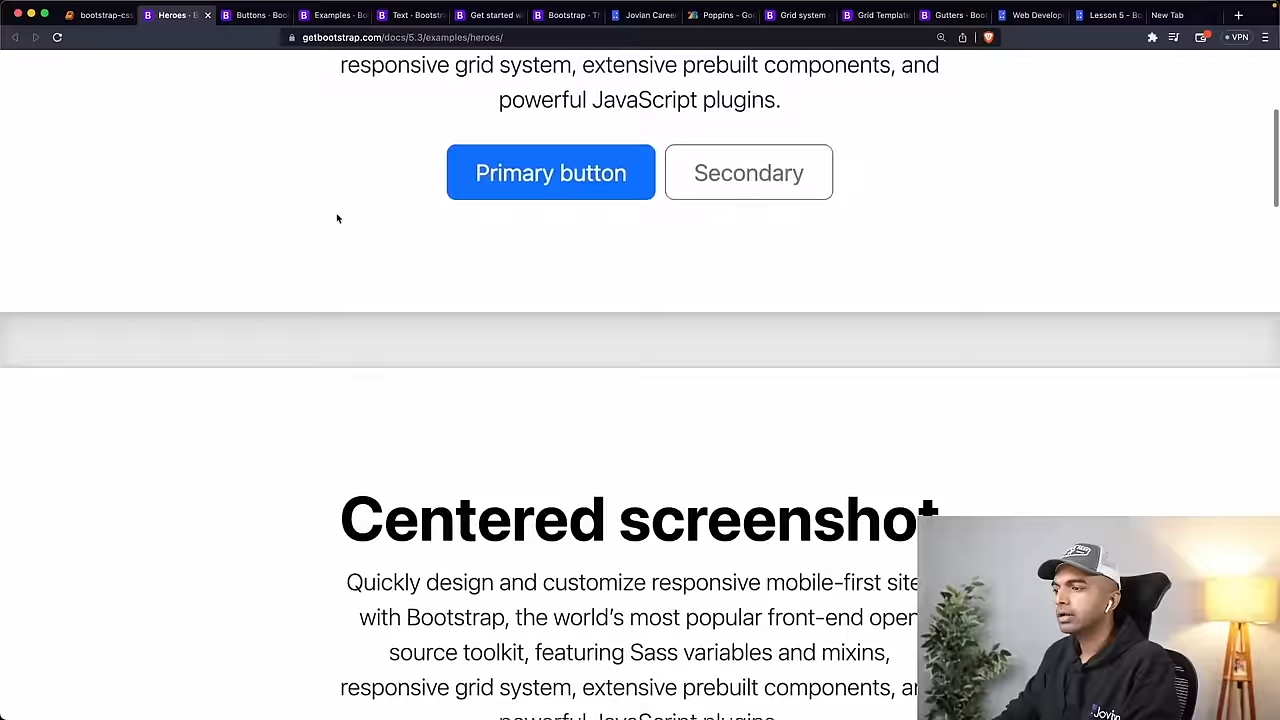 bootstrap-css
Heroes - B
Buttons - Boo
Examples - Bo
Text - Bootstra
Get started w
Bootstrap - Th
Jovian Career
Poppins - Goo
Grid system
Grid Template
Gutters - Boo
Web Develop
Lesson 5 – Bo
New Tab
getbootstrap.com/docs/5.3/examples/heroes/
VPN
responsive grid system, extensive prebuilt components, and
powerful JavaScript plugins.
Primary button
Secondary
Centered screenshot
Quickly design and customize responsive mobile-first site
with Bootstrap, the world’s most popular front-end open
source toolkit, featuring Sass variables and mixins,
responsive grid system, extensive prebuilt components, a
powerful JavaScript plugins.
Jovian